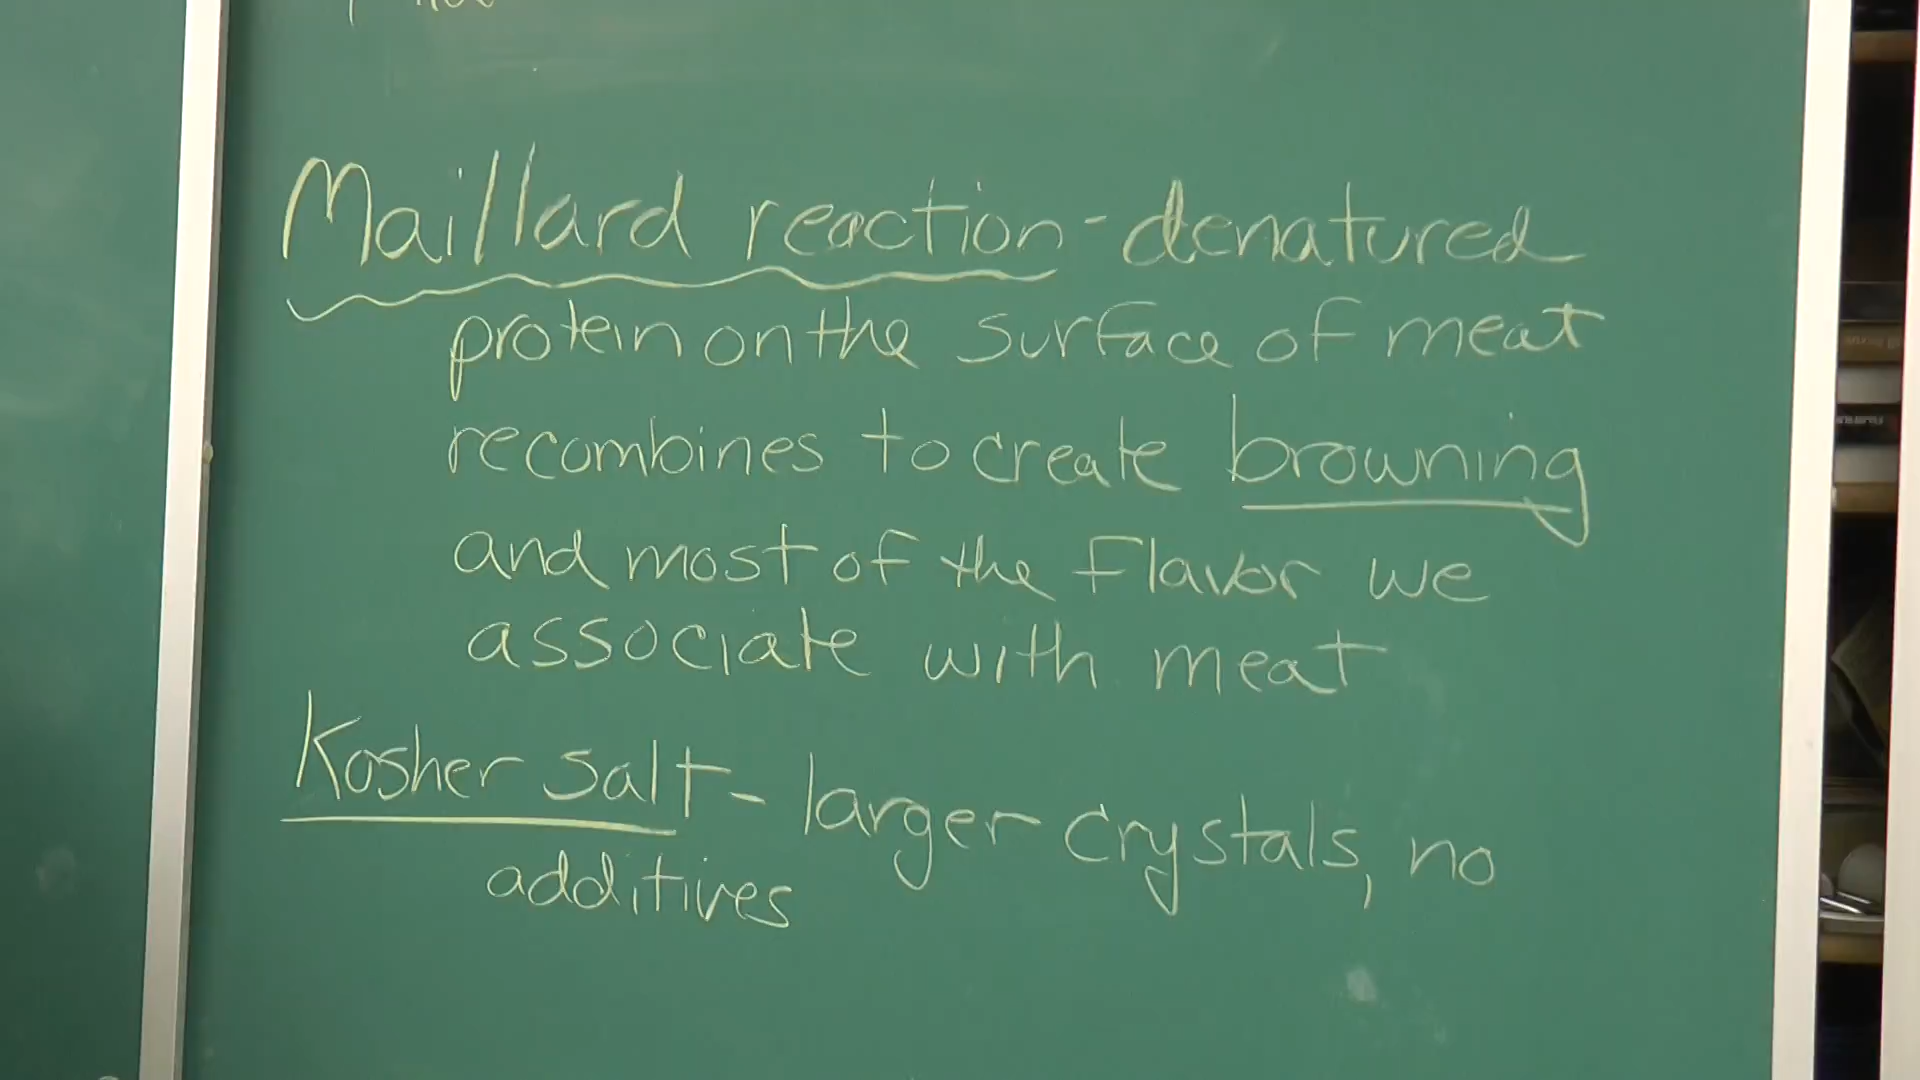 Maillard reaction - denatured
protein on the surface of meat
recombines to create browning
and most of the flavor we
associate with meat
Kosher salt - larger crystals, no
additives